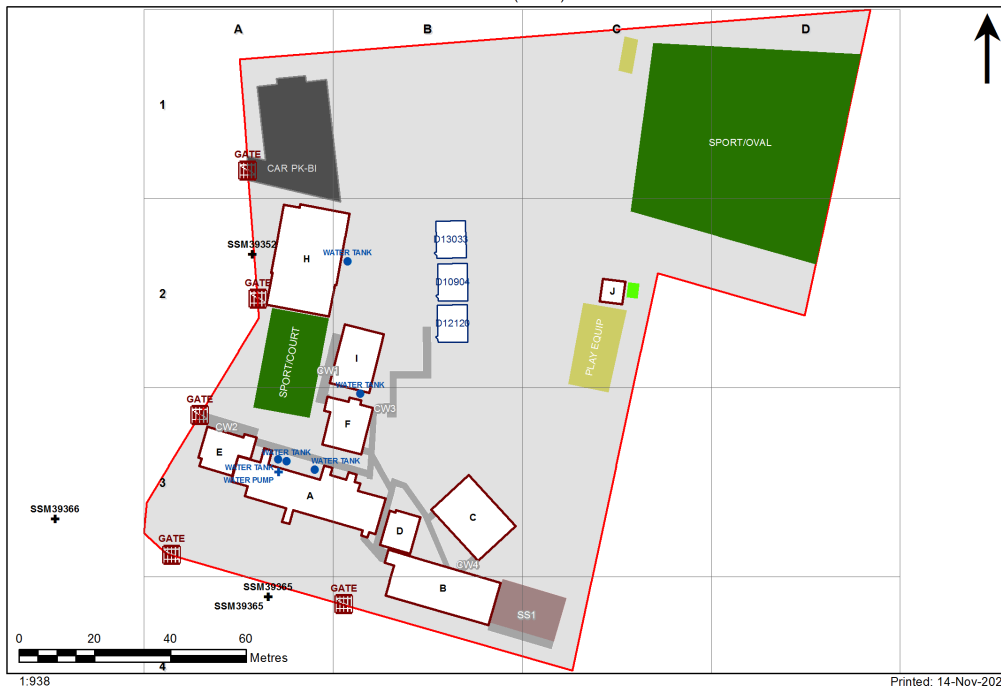 A
B
C
D
1
SPORT/OVAL
GATE
CAR PK-BI
SSM39352
D13033
H
WATER TANK
D10904
GATE
2
J
D12120
SPORT/COURT
PLAY EQUIP
I
CW1
WATER TANK
GATE
CW3
CW2
F
E
WATER TANK
WATER TANK
WATER TANK
WATER PUMP
3
A
SSM39366
C
D
GATE
CW4
SSM39365
GATE
B
SSM39365
SS1
0 20 40 60
Metres
4
1:938
Printed: 14-Nov-202